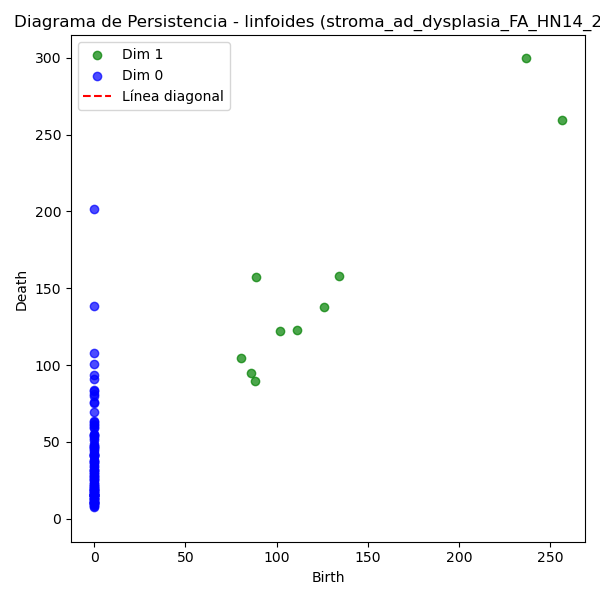 Diagrama de Persistencia - linfoides (stroma_ad_dysplasia_FA_HN14_2
Dim 1
Dim 0
Línea diagonal
Death
300
250
200
150
100
50
0
0 50 100 150 200 250
Birth